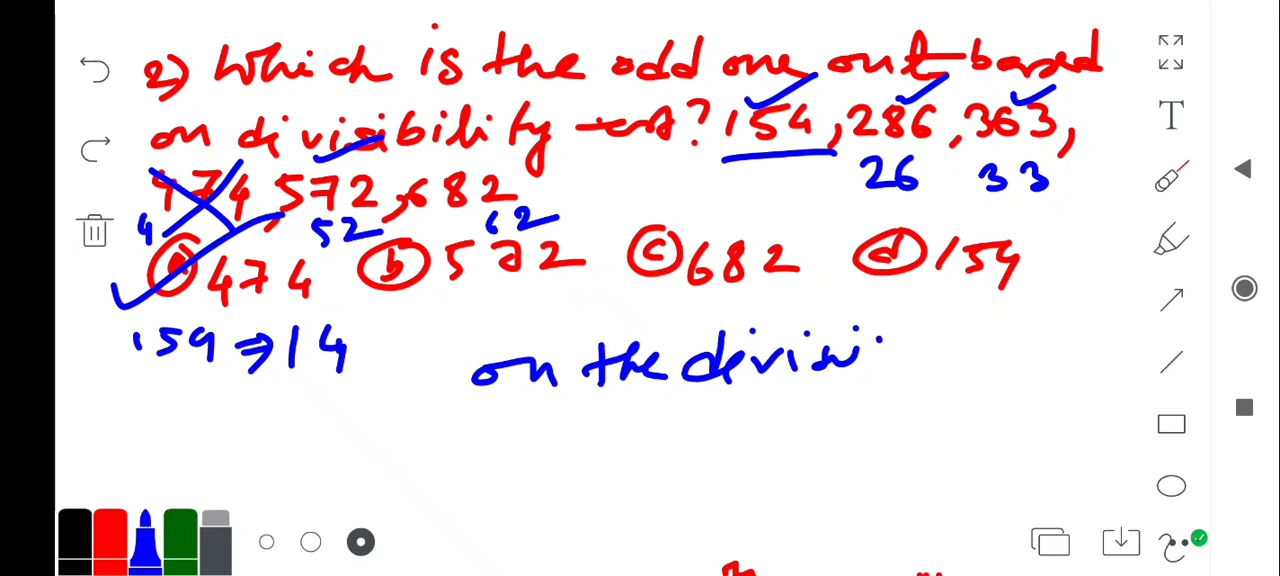 2) Which is the odd one out based
on divisibility test? 154, 286, 363,
26 33
474, 572, 682
4 52 62
(a) 474 (b) 572 (c) 682 (d) 154
154 ⇒ 14 on the divisi
T